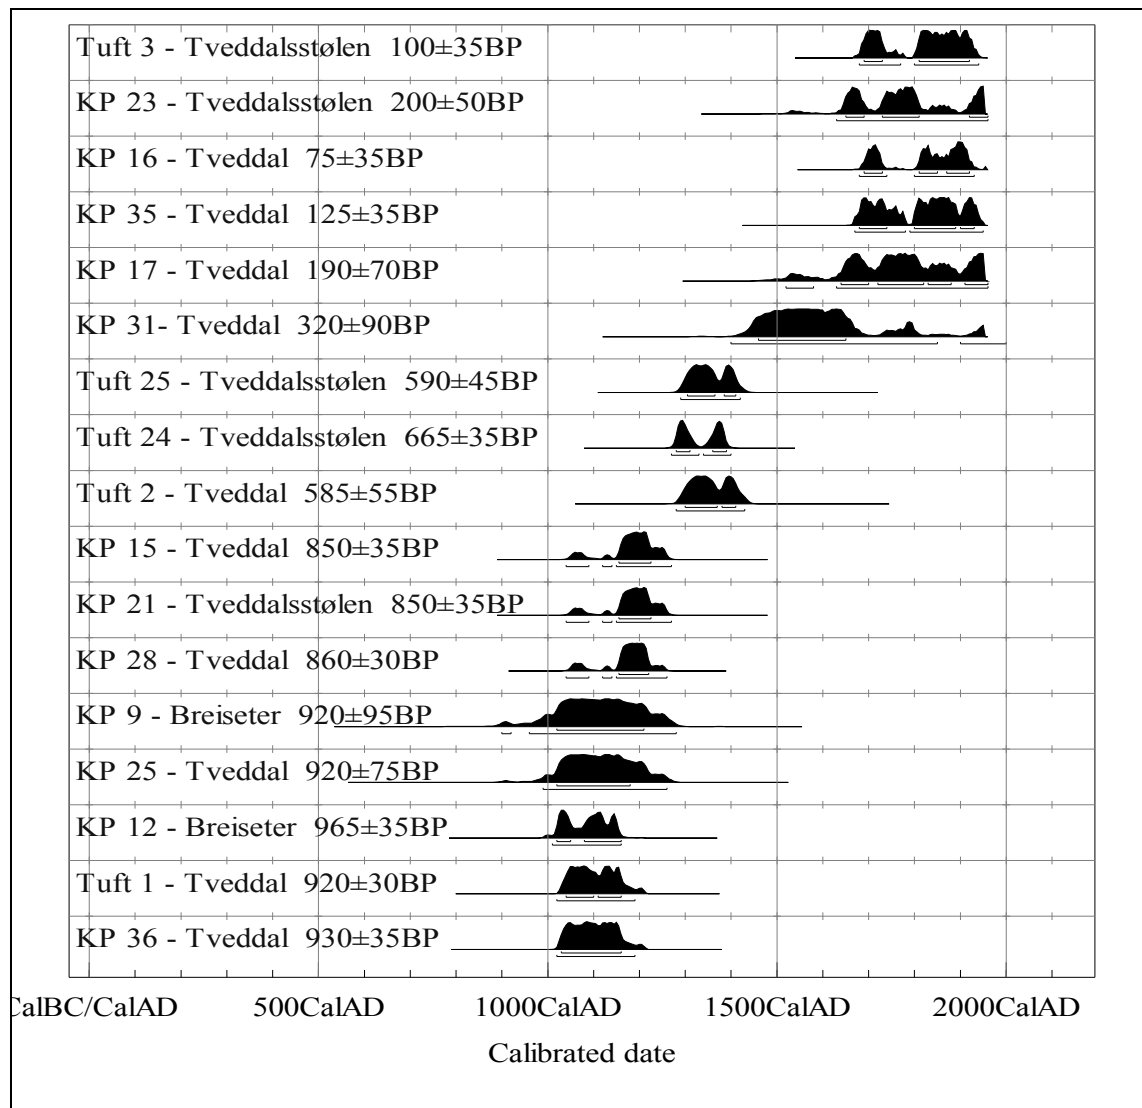 Tuft 3 - Tveddalsstølen 100±35BP
KP 23 - Tveddalsstølen 200±50BP
KP 16 - Tveddal 75±35BP
KP 35 - Tveddal 125±35BP
KP 17 - Tveddal 190±70BP
KP 31- Tveddal 320±90BP
Tuft 25 - Tveddalsstølen 590±45BP
Tuft 24 - Tveddalsstølen 665±35BP
Tuft 2 - Tveddal 585±55BP
KP 15 - Tveddal 850±35BP
KP 21 - Tveddalsstølen 850±35BP
KP 28 - Tveddal 860±30BP
KP 9 - Breiseter 920±95BP
KP 25 - Tveddal 920±75BP
KP 12 - Breiseter 965±35BP
Tuft 1 - Tveddal 920±30BP
KP 36 - Tveddal 930±35BP
CalBC/CalAD 500CalAD 1000CalAD 1500CalAD 2000CalAD
Calibrated date